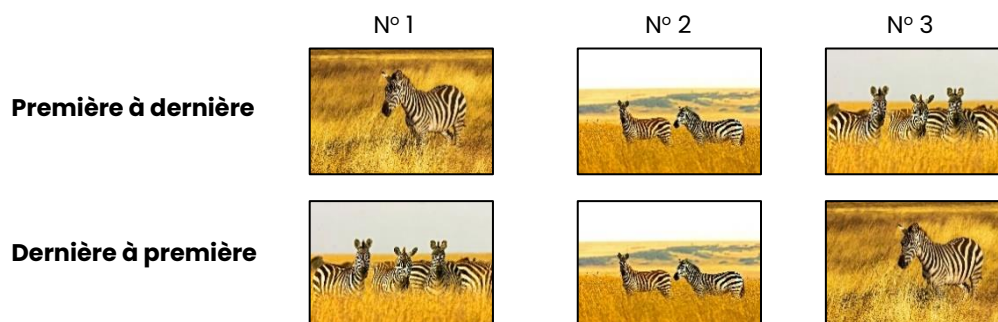 Nº 1
Nº 2
Nº 3
Première à dernière
Dernière à première